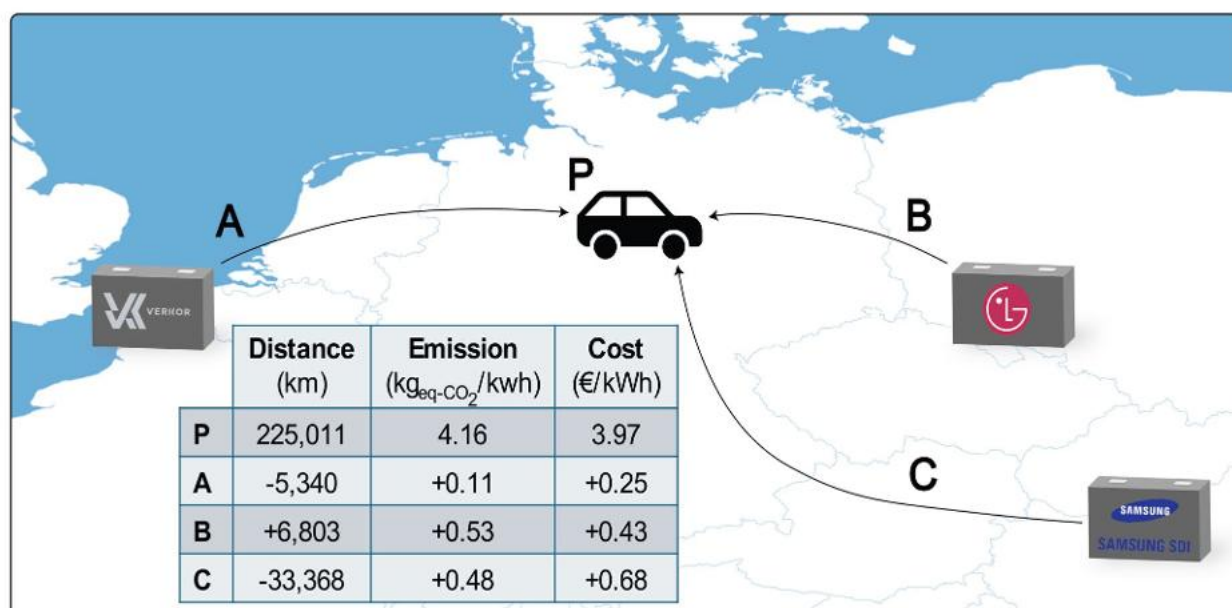 P
A
B
VERKOR
LG
Distance Emission Cost
(km) (kgeq-CO2/kwh) (€/kWh)
P 225,011 4.16 3.97
A -5,340 +0.11 +0.25
B +6,803 +0.53 +0.43
C -33,368 +0.48 +0.68
C
SAMSUNG
SAMSUNG SDI